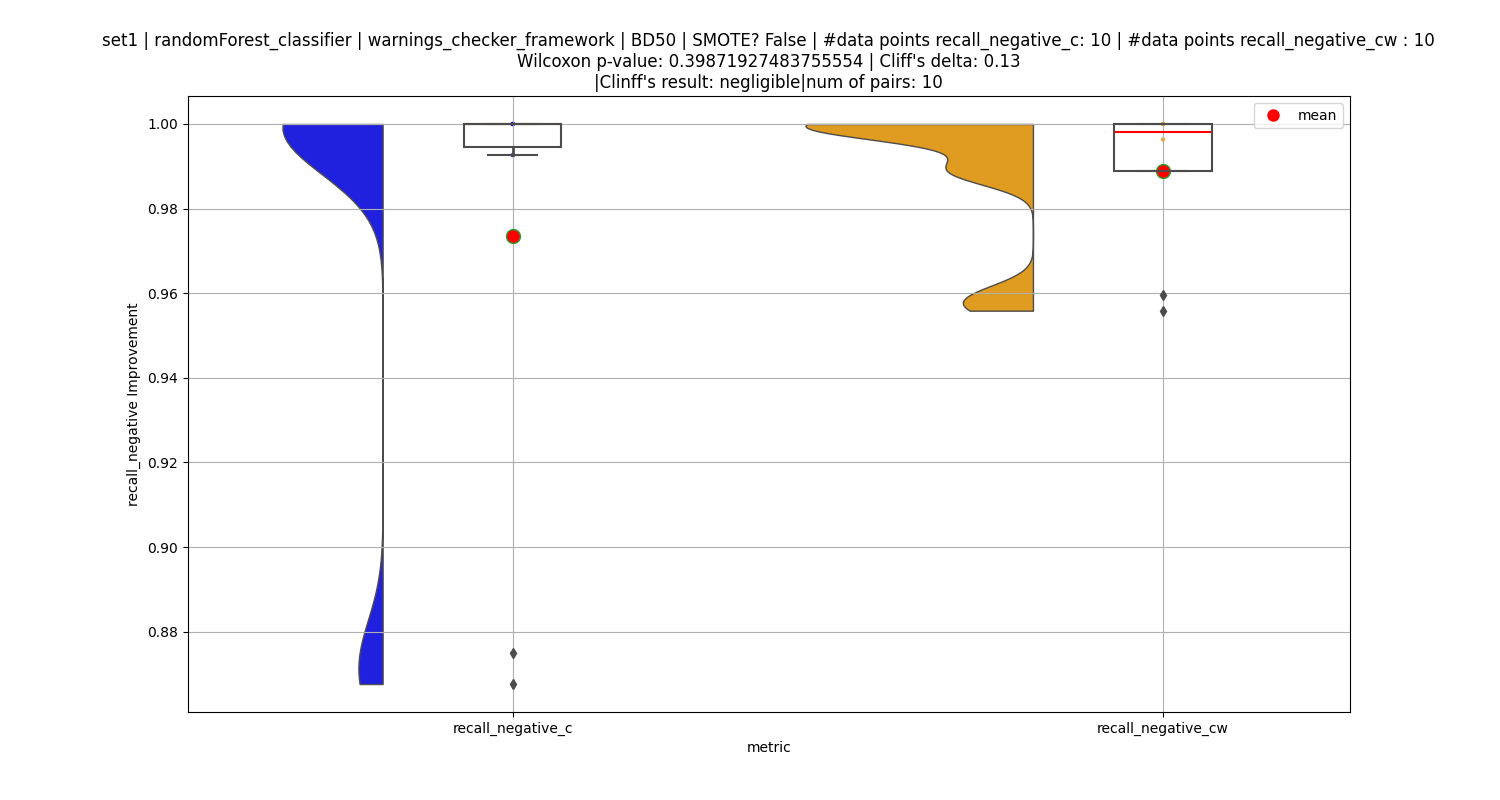 set1 | randomForest_classifier | warnings_checker_framework | BD50 | SMOTE? False | #data points recall_negative_c: 10 | #data points recall_negative_cw : 10
Wilcoxon p-value: 0.39871927483755554 | Cliff's delta: 0.13
|Clinff's result: negligible|num of pairs: 10
mean
1.00
0.98
0.96
0.94
0.92
0.90
0.88
recall_negative Improvement
recall_negative_c
recall_negative_cw
metric